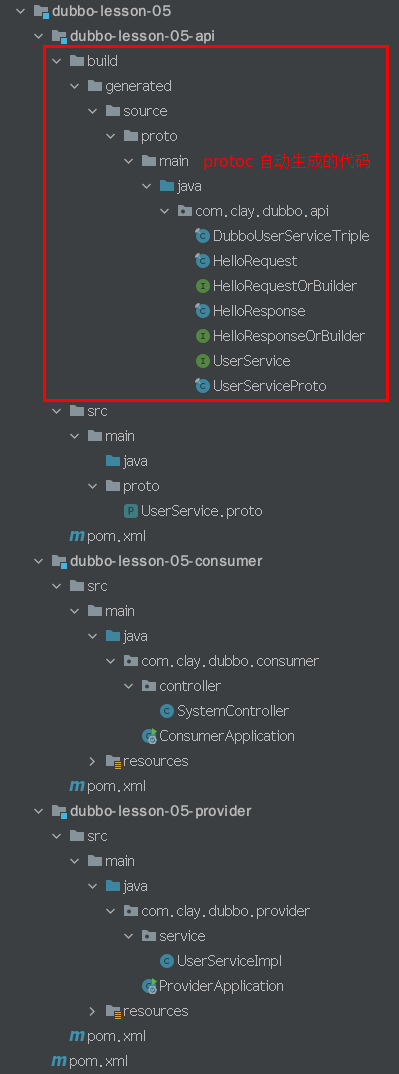 dubbo-lesson-05
dubbo-lesson-05-api
build
generated
source
proto
main protoc 自动生成的代码
java
com.clay.dubbo.api
DubboUserServiceTriple
HelloRequest
HelloRequestOrBuilder
HelloResponse
HelloResponseOrBuilder
UserService
UserServiceProto
src
main
java
proto
UserService.proto
pom.xml
dubbo-lesson-05-consumer
src
main
java
com.clay.dubbo.consumer
controller
SystemController
ConsumerApplication
resources
pom.xml
dubbo-lesson-05-provider
src
main
java
com.clay.dubbo.provider
service
UserServiceImpl
ProviderApplication
resources
pom.xml
pom.xml